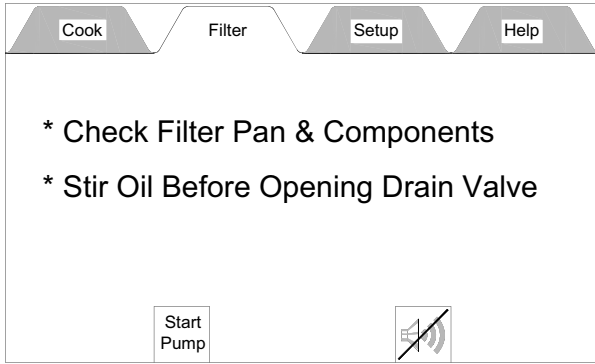 Cook Filter Setup Help
* Check Filter Pan & Components
* Stir Oil Before Opening Drain Valve
Start
Pump